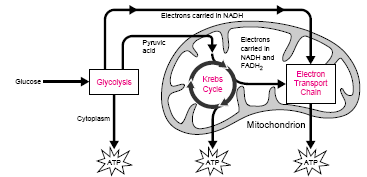 Electrons carried in NADH
Pyruvic
acid
Electrons
carried in
NADH and
FADH2
Glucose
Glycolysis
Krebs
Cycle
Electron
Transport
Chain
Cytoplasm
Mitochondrion
ATP
ATP
ATP